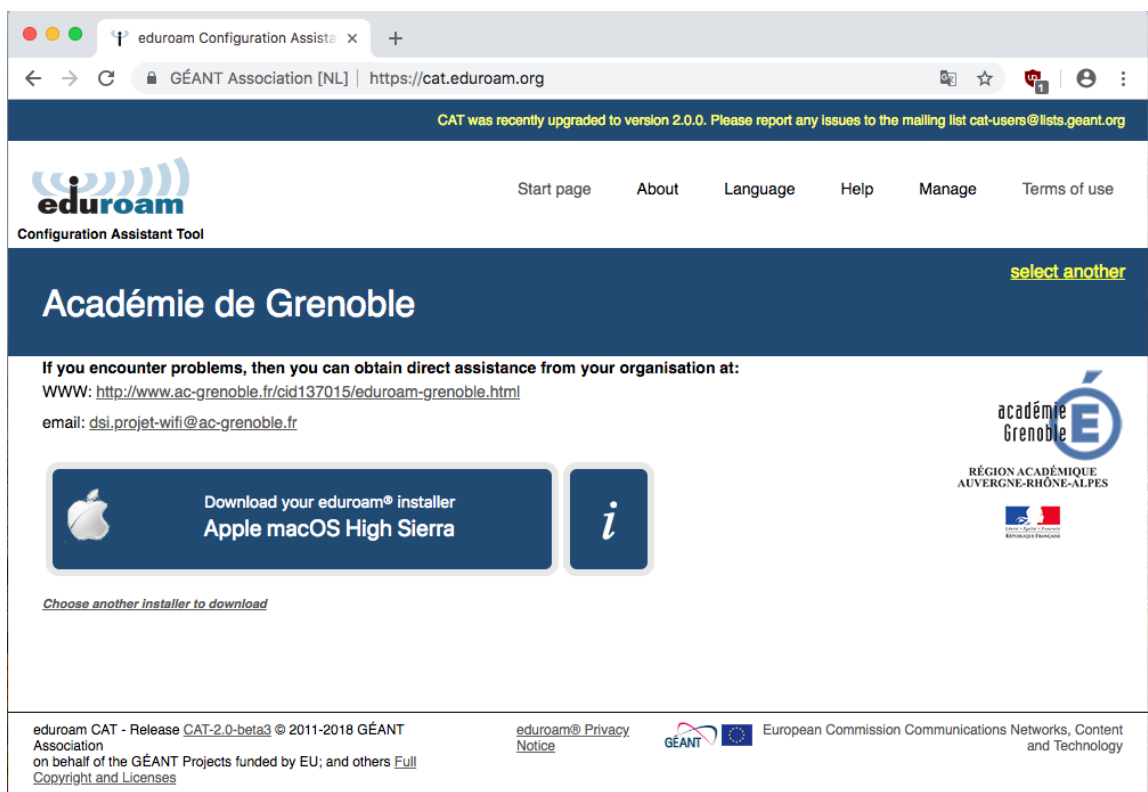 eduroam Configuration Assista
GÉANT Association [NL] https://cat.eduroam.org
1
CAT was recently upgraded to version 2.0.0. Please report any issues to the mailing list cat-users@lists.geant.org
eduroam
Configuration Assistant Tool
Start page About Language Help Manage Terms of use
select another
Académie de Grenoble
If you encounter problems, then you can obtain direct assistance from your organisation at:
WWW: http://www.ac-grenoble.fr/cid137015/eduroam-grenoble.html
email: dsi.projet-wifi@ac-grenoble.fr
académie
Grenoble
RÉGION ACADÉMIQUE
AUVERGNE-RHÔNE-ALPES
RÉPUBLIQUE FRANÇAISE
Download your eduroam® installer
Apple macOS High Sierra
i
Choose another installer to download
eduroam CAT - Release CAT-2.0-beta3 © 2011-2018 GÉANT
Association
on behalf of the GÉANT Projects funded by EU; and others Full
Copyright and Licenses
eduroam® Privacy
Notice
GÉANT
European Commission Communications Networks, Content
and Technology